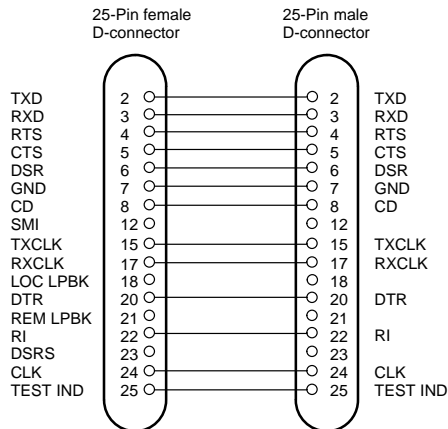 25-Pin female 25-Pin male
D-connector D-connector
TXD 2 2 TXD
RXD 3 3 RXD
RTS 4 4 RTS
CTS 5 5 CTS
DSR 6 6 DSR
GND 7 7 GND
CD 8 8 CD
SMI 12 12
TXCLK 15 15 TXCLK
RXCLK 17 17 RXCLK
LOC LPBK 18 18
DTR 20 20 DTR
REM LPBK 21 21
RI 22 22 RI
DSRS 23 23
CLK 24 24 CLK
TEST IND 25 25 TEST IND